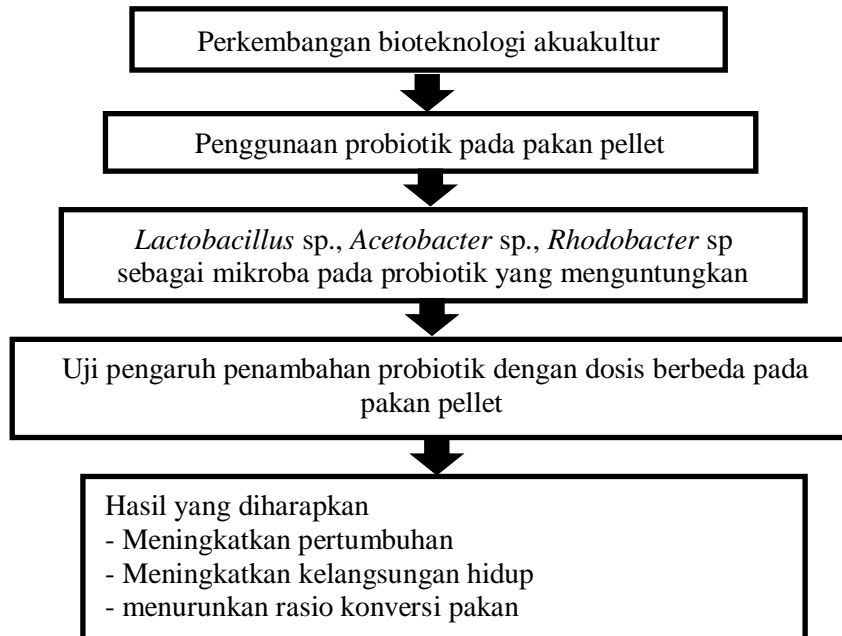 Perkembangan bioteknologi akuakultur
Penggunaan probiotik pada pakan pellet
Lactobacillus sp., Acetobacter sp., Rhodobacter sp
sebagai mikroba pada probiotik yang menguntungkan
Uji pengaruh penambahan probiotik dengan dosis berbeda pada
pakan pellet
Hasil yang diharapkan
- Meningkatkan pertumbuhan
- Meningkatkan kelangsungan hidup
- menurunkan rasio konversi pakan